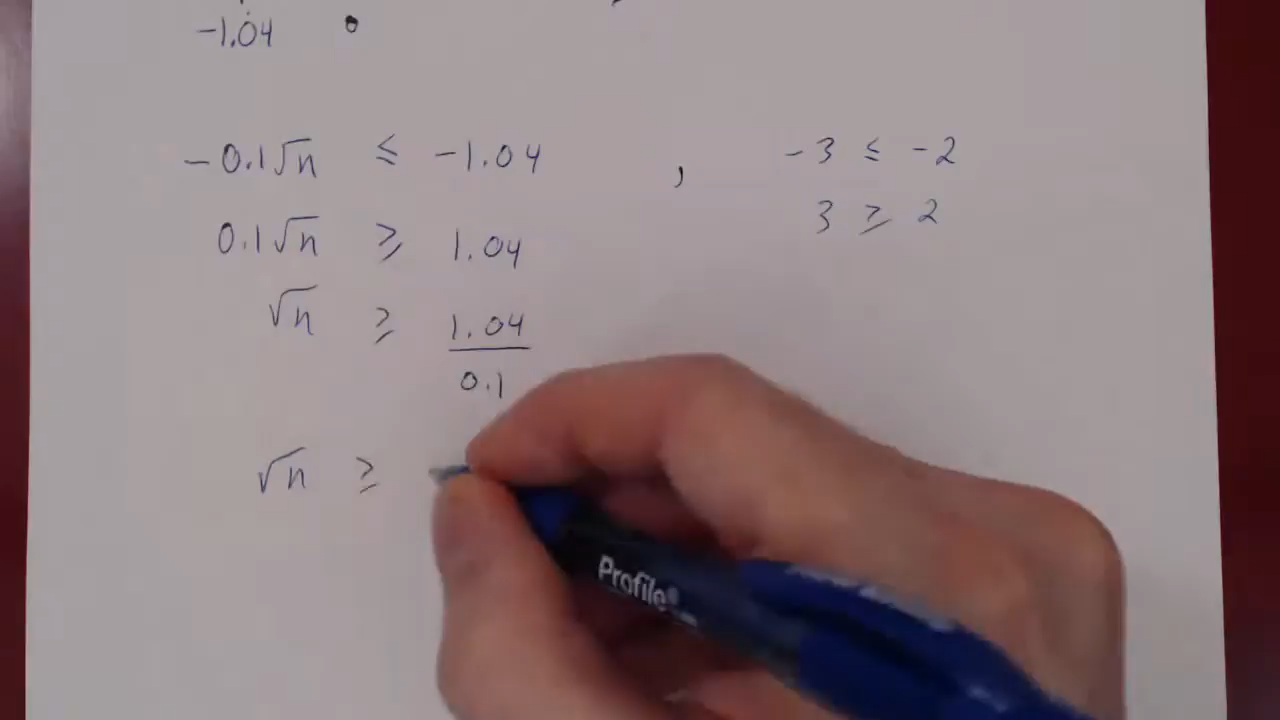 -1.04
-0.1√n ≤ -1.04 , -3 ≤ -2
0.1√n ≥ 1.04 3 ≥ 2
√n ≥ 1.04
0.1
√n ≥
Profile®